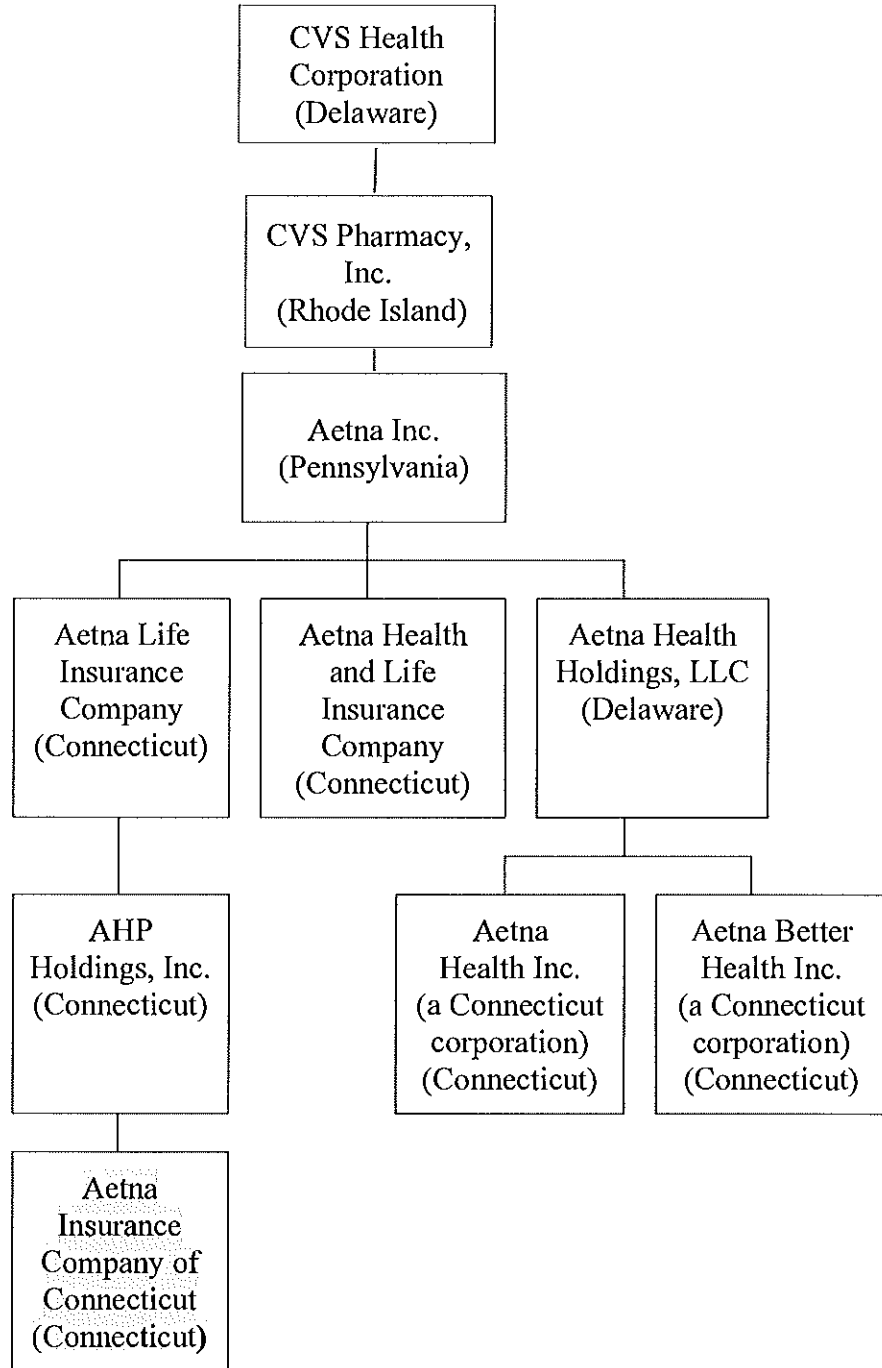 CVS Health
Corporation
(Delaware)
CVS Pharmacy,
Inc.
(Rhode Island)
Aetna Inc.
(Pennsylvania)
Aetna Life
Insurance
Company
(Connecticut)
Aetna Health
and Life
Insurance
Company
(Connecticut)
Aetna Health
Holdings, LLC
(Delaware)
AHP
Holdings, Inc.
(Connecticut)
Aetna
Health Inc.
(a Connecticut
corporation)
(Connecticut)
Aetna Better
Health Inc.
(a Connecticut
corporation)
(Connecticut)
Aetna
Insurance
Company of
Connecticut
(Connecticut)